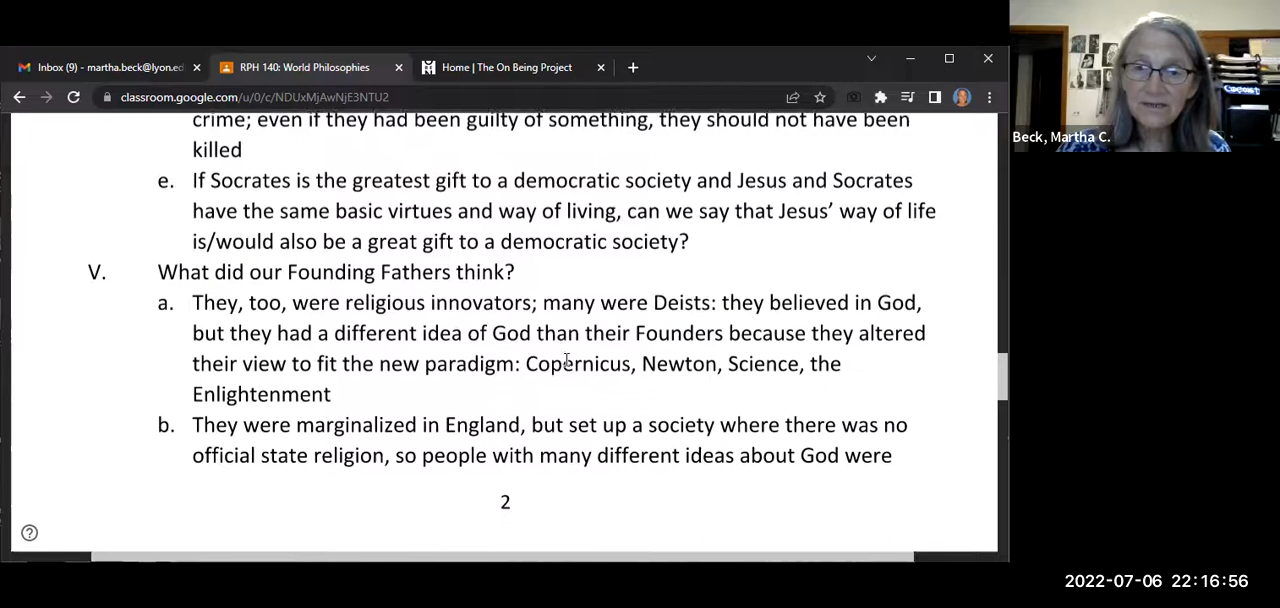 Inbox (9) - martha.beck@lyon.ed
RPH 140: World Philosophies
Home | The On Being Project
classroom.google.com/u/0/c/NDUxMjAwNjE3NTU2
Beck, Martha C.
crime; even if they had been guilty of something, they should not have been
killed
e. If Socrates is the greatest gift to a democratic society and Jesus and Socrates
have the same basic virtues and way of living, can we say that Jesus' way of life
is/would also be a great gift to a democratic society?
V. What did our Founding Fathers think?
a. They, too, were religious innovators; many were Deists: they believed in God,
but they had a different idea of God than their Founders because they altered
their view to fit the new paradigm: Copernicus, Newton, Science, the
Enlightenment
b. They were marginalized in England, but set up a society where there was no
official state religion, so people with many different ideas about God were
2
2022-07-06 22:16:56